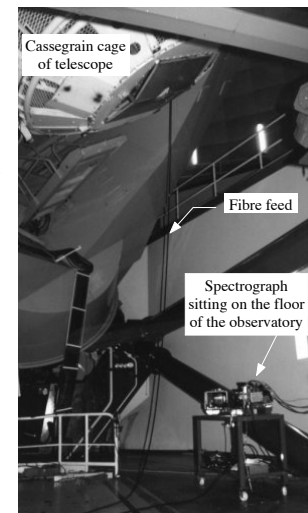 Cassegrain cage
of telescope
Fibre feed
Spectrograph
sitting on the floor
of the observatory